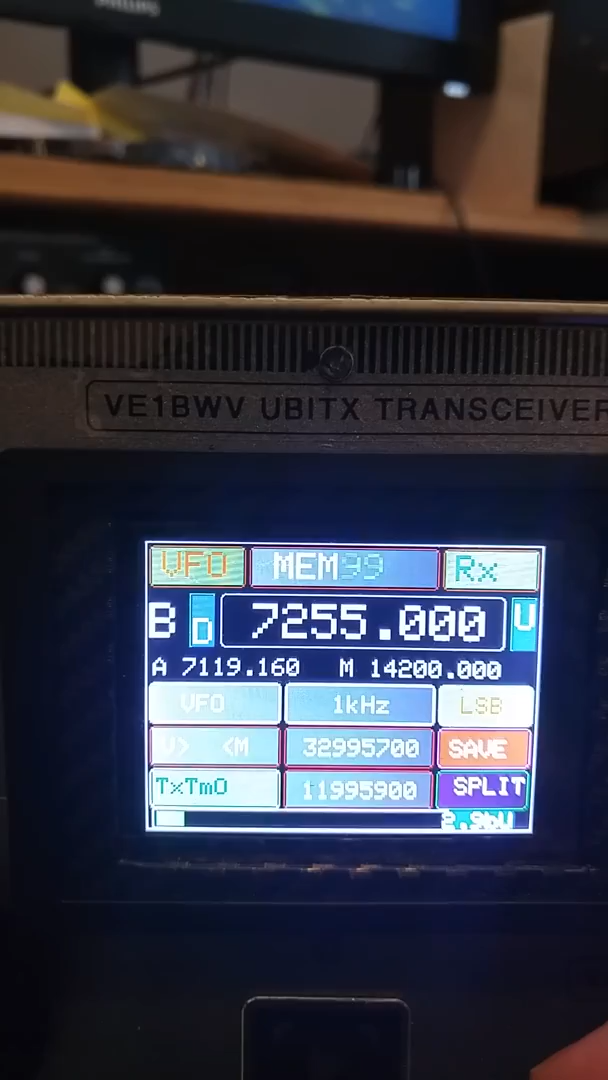 PHILIPS
VE1BWV UBITX TRANSCEIVER
VFO MEM99 Rx
B D 7255.000 U
A 7119.160 M 14200.000
VFO 1kHz LSB
V> <M 32995700 SAVE
TxTmO 11995900 SPLIT